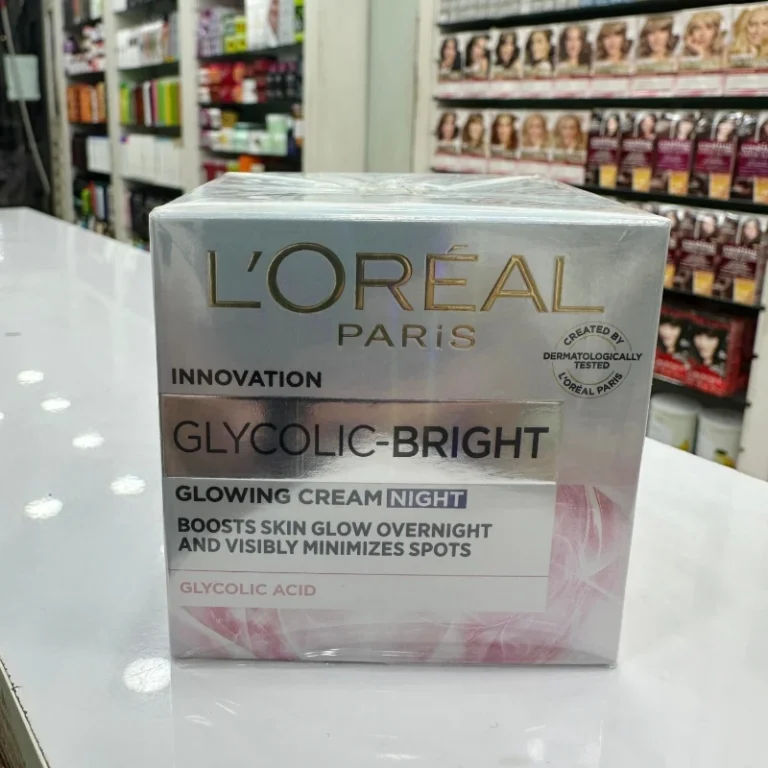 L'ORÉAL
PARiS
CREATED BY
DERMATOLOGICALLY
TESTED
L'ORÉAL PARIS
INNOVATION
GLYCOLIC-BRIGHT
GLOWING CREAM NIGHT
BOOSTS SKIN GLOW OVERNIGHT
AND VISIBLY MINIMIZES SPOTS
GLYCOLIC ACID